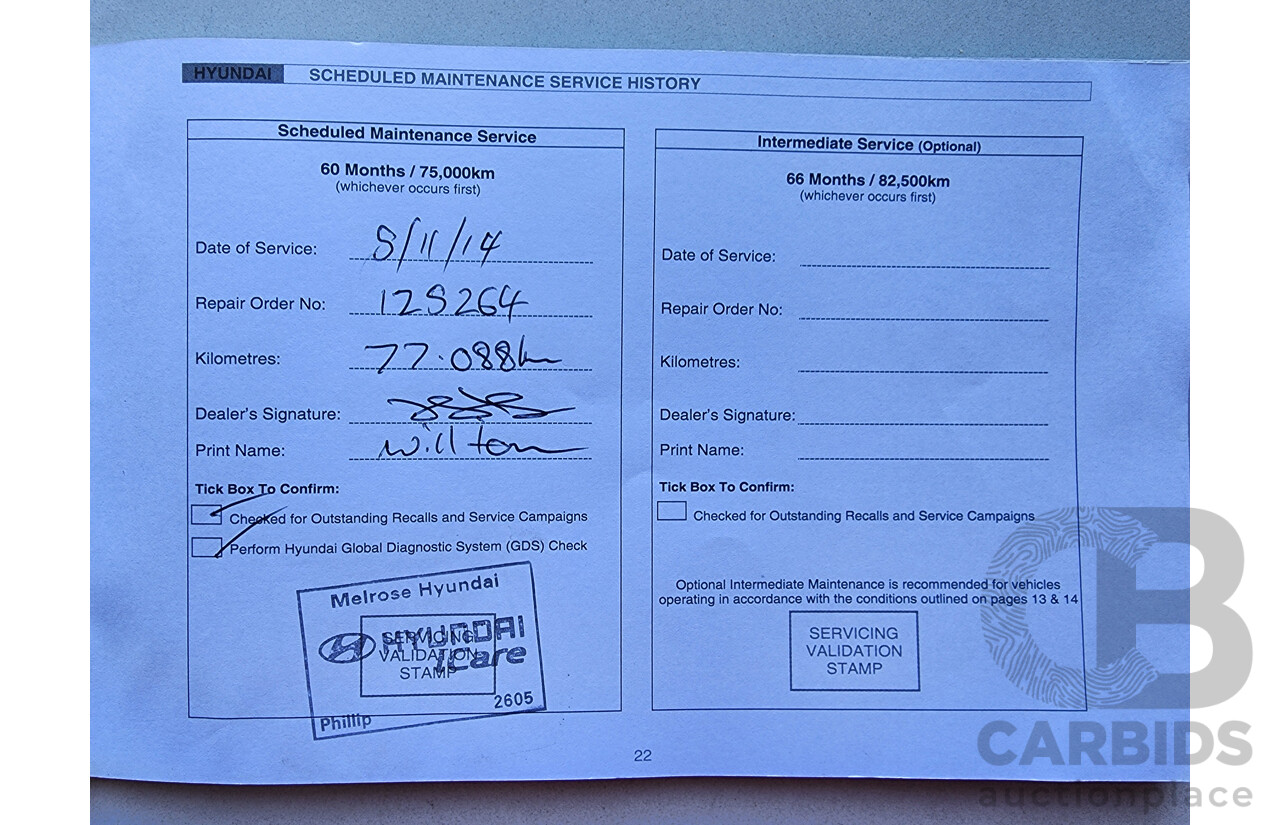 HYUNDAI SCHEDULED MAINTENANCE SERVICE HISTORY
Scheduled Maintenance Service
60 Months / 75,000km
(whichever occurs first)
Date of Service: 8/11/14
Repair Order No: 125264
Kilometres: 77.088km
Dealer's Signature:
Print Name: Willtom
Tick Box To Confirm:
Checked for Outstanding Recalls and Service Campaigns
Perform Hyundai Global Diagnostic System (GDS) Check
Melrose Hyundai
HYUNDAI
iCare
SERVICING
VALIDATION
STAMP
2605
Phillip
Intermediate Service (Optional)
66 Months / 82,500km
(whichever occurs first)
Date of Service:
Repair Order No:
Kilometres:
Dealer's Signature:
Print Name:
Tick Box To Confirm:
Checked for Outstanding Recalls and Service Campaigns
Optional Intermediate Maintenance is recommended for vehicles
operating in accordance with the conditions outlined on pages 13 & 14
SERVICING
VALIDATION
STAMP
22
CARBIDS
auctionplace